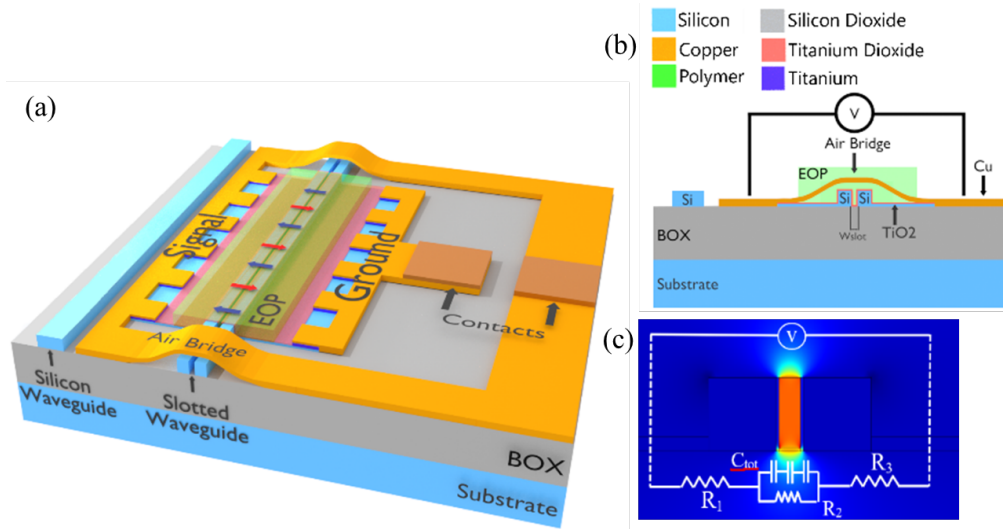 (a)
Signal
Ground
EOP
Air Bridge
Contacts
Silicon
Waveguide
Slotted
Waveguide
BOX
Substrate
(b)
Silicon
Silicon Dioxide
Copper
Titanium Dioxide
Polymer
Titanium
V
Air Bridge
EOP
Cu
Si
Si
Si
BOX
Wslot
TiO2
Substrate
(c)
V
Ctot
R1
R2
R3